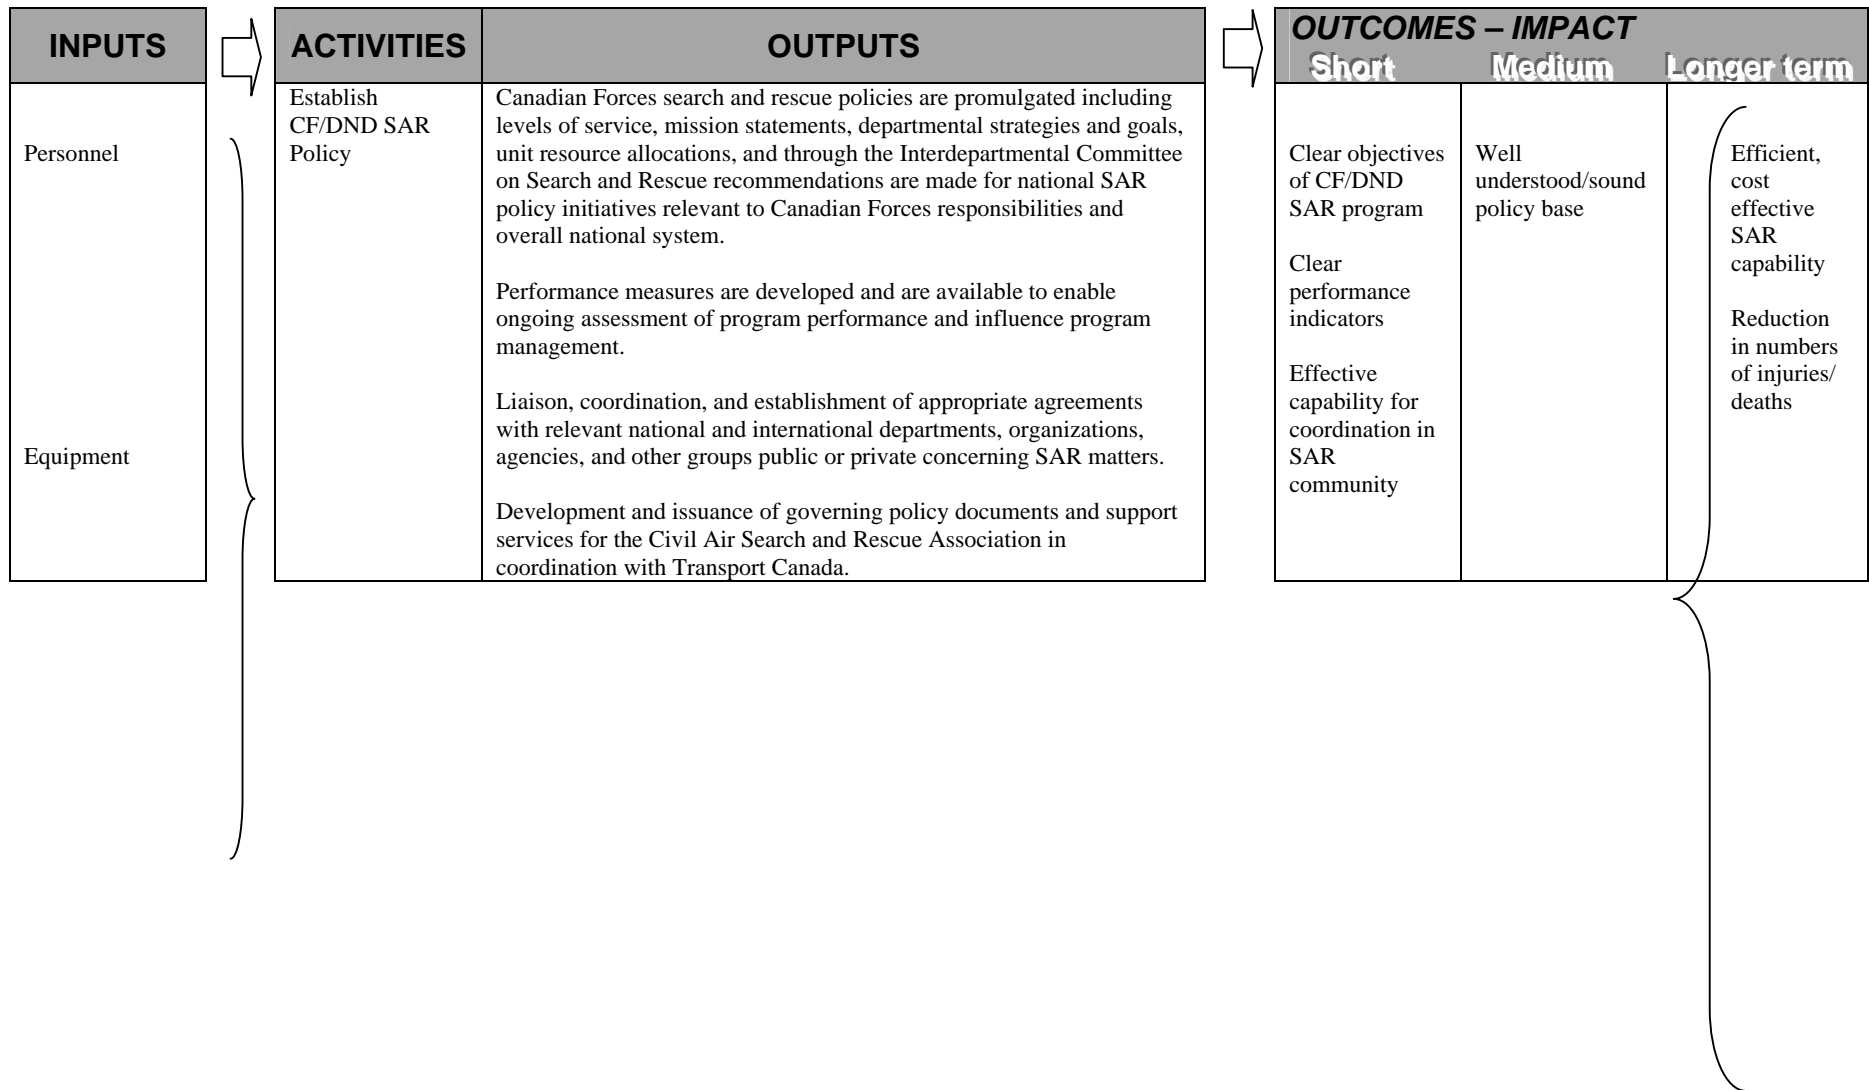 INPUTS
ACTIVITIES
OUTPUTS
OUTCOMES – IMPACT
Short
Medium
Longer term
Personnel
Equipment
Establish
CF/DND SAR
Policy
Canadian Forces search and rescue policies are promulgated including
levels of service, mission statements, departmental strategies and goals,
unit resource allocations, and through the Interdepartmental Committee
on Search and Rescue recommendations are made for national SAR
policy initiatives relevant to Canadian Forces responsibilities and
overall national system.
Performance measures are developed and are available to enable
ongoing assessment of program performance and influence program
management.
Liaison, coordination, and establishment of appropriate agreements
with relevant national and international departments, organizations,
agencies, and other groups public or private concerning SAR matters.
Development and issuance of governing policy documents and support
services for the Civil Air Search and Rescue Association in
coordination with Transport Canada.
Clear objectives
of CF/DND
SAR program
Clear
performance
indicators
Effective
capability for
coordination in
SAR
community
Well
understood/sound
policy base
Efficient,
cost
effective
SAR
capability
Reduction
in numbers
of injuries/
deaths